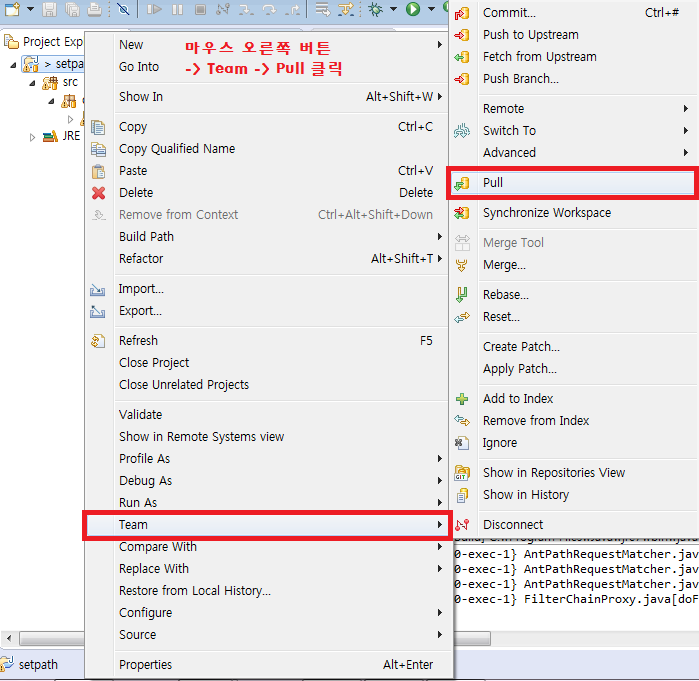 Project Exp
> setpa
src
JRE
마우스 오른쪽 버튼
-> Team -> Pull 클릭
New
Go Into
Show In Alt+Shift+W
Copy Ctrl+C
Copy Qualified Name
Paste Ctrl+V
Delete Delete
Remove from Context Ctrl+Alt+Shift+Down
Build Path
Refactor Alt+Shift+T
Import...
Export...
Refresh F5
Close Project
Close Unrelated Projects
Validate
Show in Remote Systems view
Profile As
Debug As
Run As
Team
Compare With
Replace With
Restore from Local History...
Configure
Source
Properties Alt+Enter
Commit... Ctrl+#
Push to Upstream
Fetch from Upstream
Push Branch...
Remote
Switch To
Advanced
Pull
Synchronize Workspace
Merge Tool
Merge...
Rebase...
Reset...
Create Patch...
Apply Patch...
Add to Index
Remove from Index
Ignore
GIT
Show in Repositories View
Show in History
Disconnect
0-exec-1} AntPathRequestMatcher.jav
0-exec-1} AntPathRequestMatcher.jav
0-exec-1} AntPathRequestMatcher.jav
0-exec-1} FilterChainProxy.java[doF
setpath